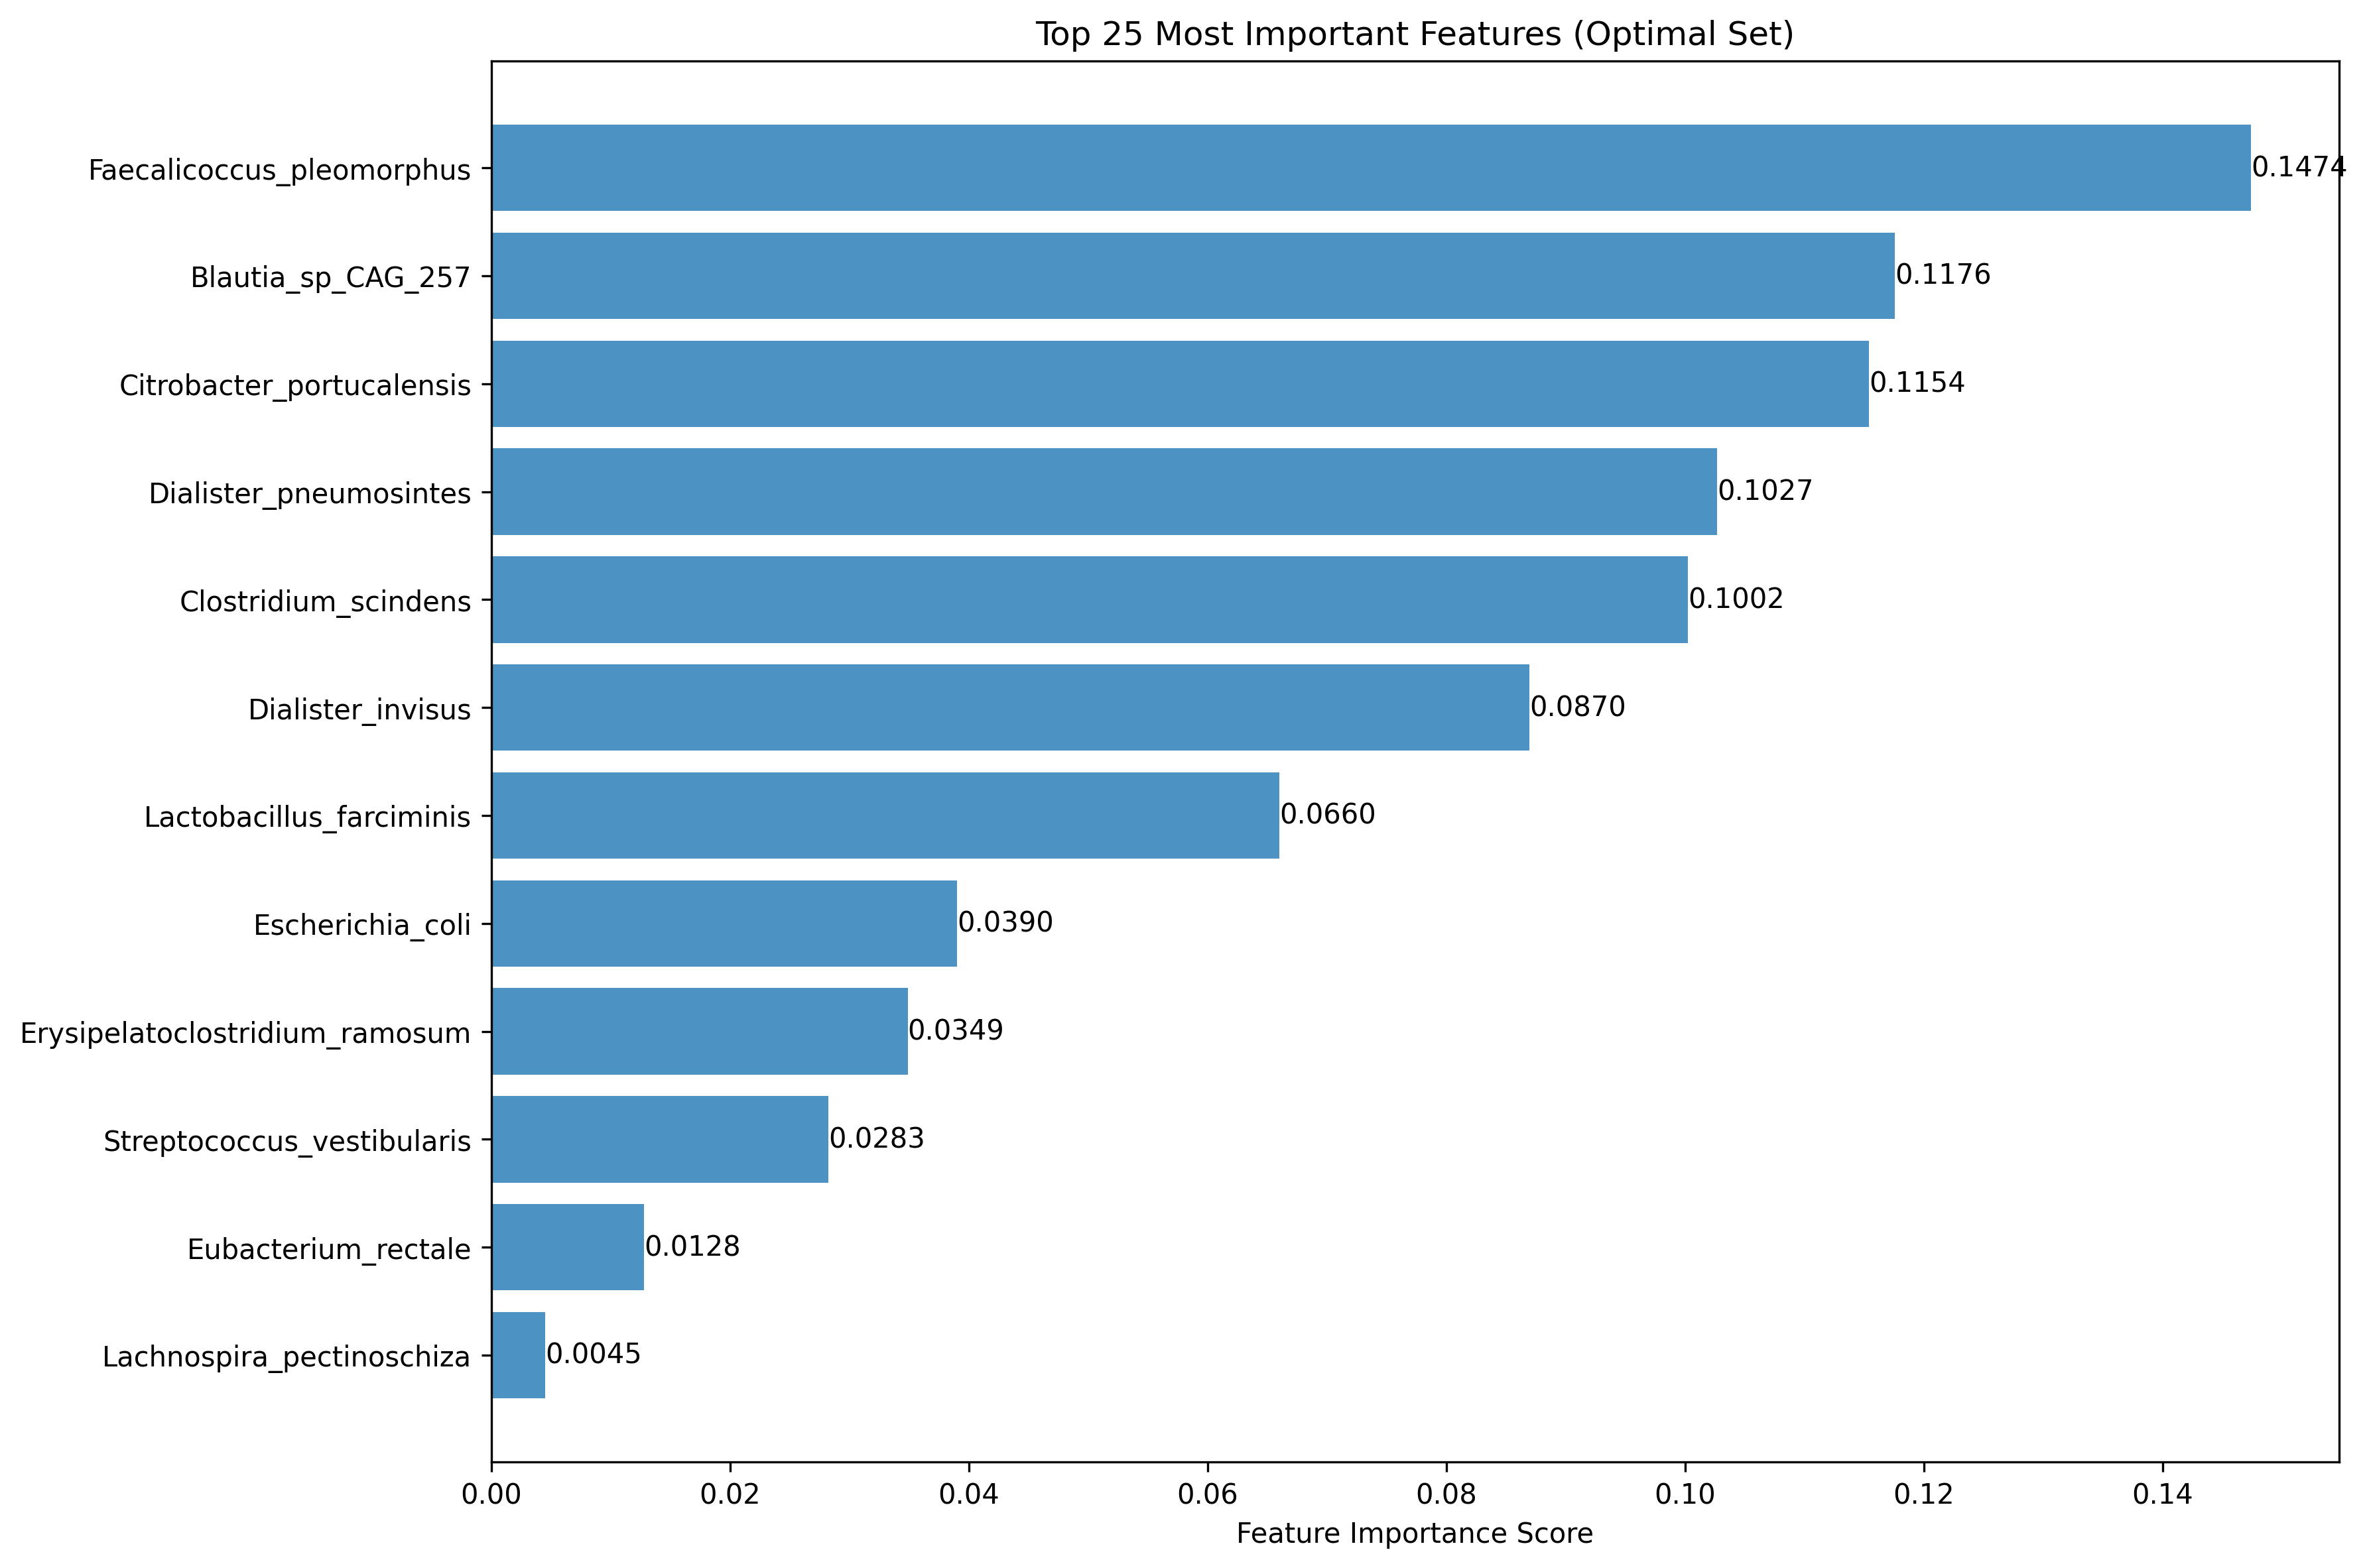 Top 25 Most Important Features (Optimal Set)
Faecalicoccus_pleomorphus 0.1474
Blautia_sp_CAG_257 0.1176
Citrobacter_portucalensis 0.1154
Dialister_pneumosintes 0.1027
Clostridium_scindens 0.1002
Dialister_invisus 0.0870
Lactobacillus_farciminis 0.0660
Escherichia_coli 0.0390
Erysipelatoclostridium_ramosum 0.0349
Streptococcus_vestibularis 0.0283
Eubacterium_rectale 0.0128
Lachnospira_pectinoschiza 0.0045
0.00 0.02 0.04 0.06 0.08 0.10 0.12 0.14
Feature Importance Score